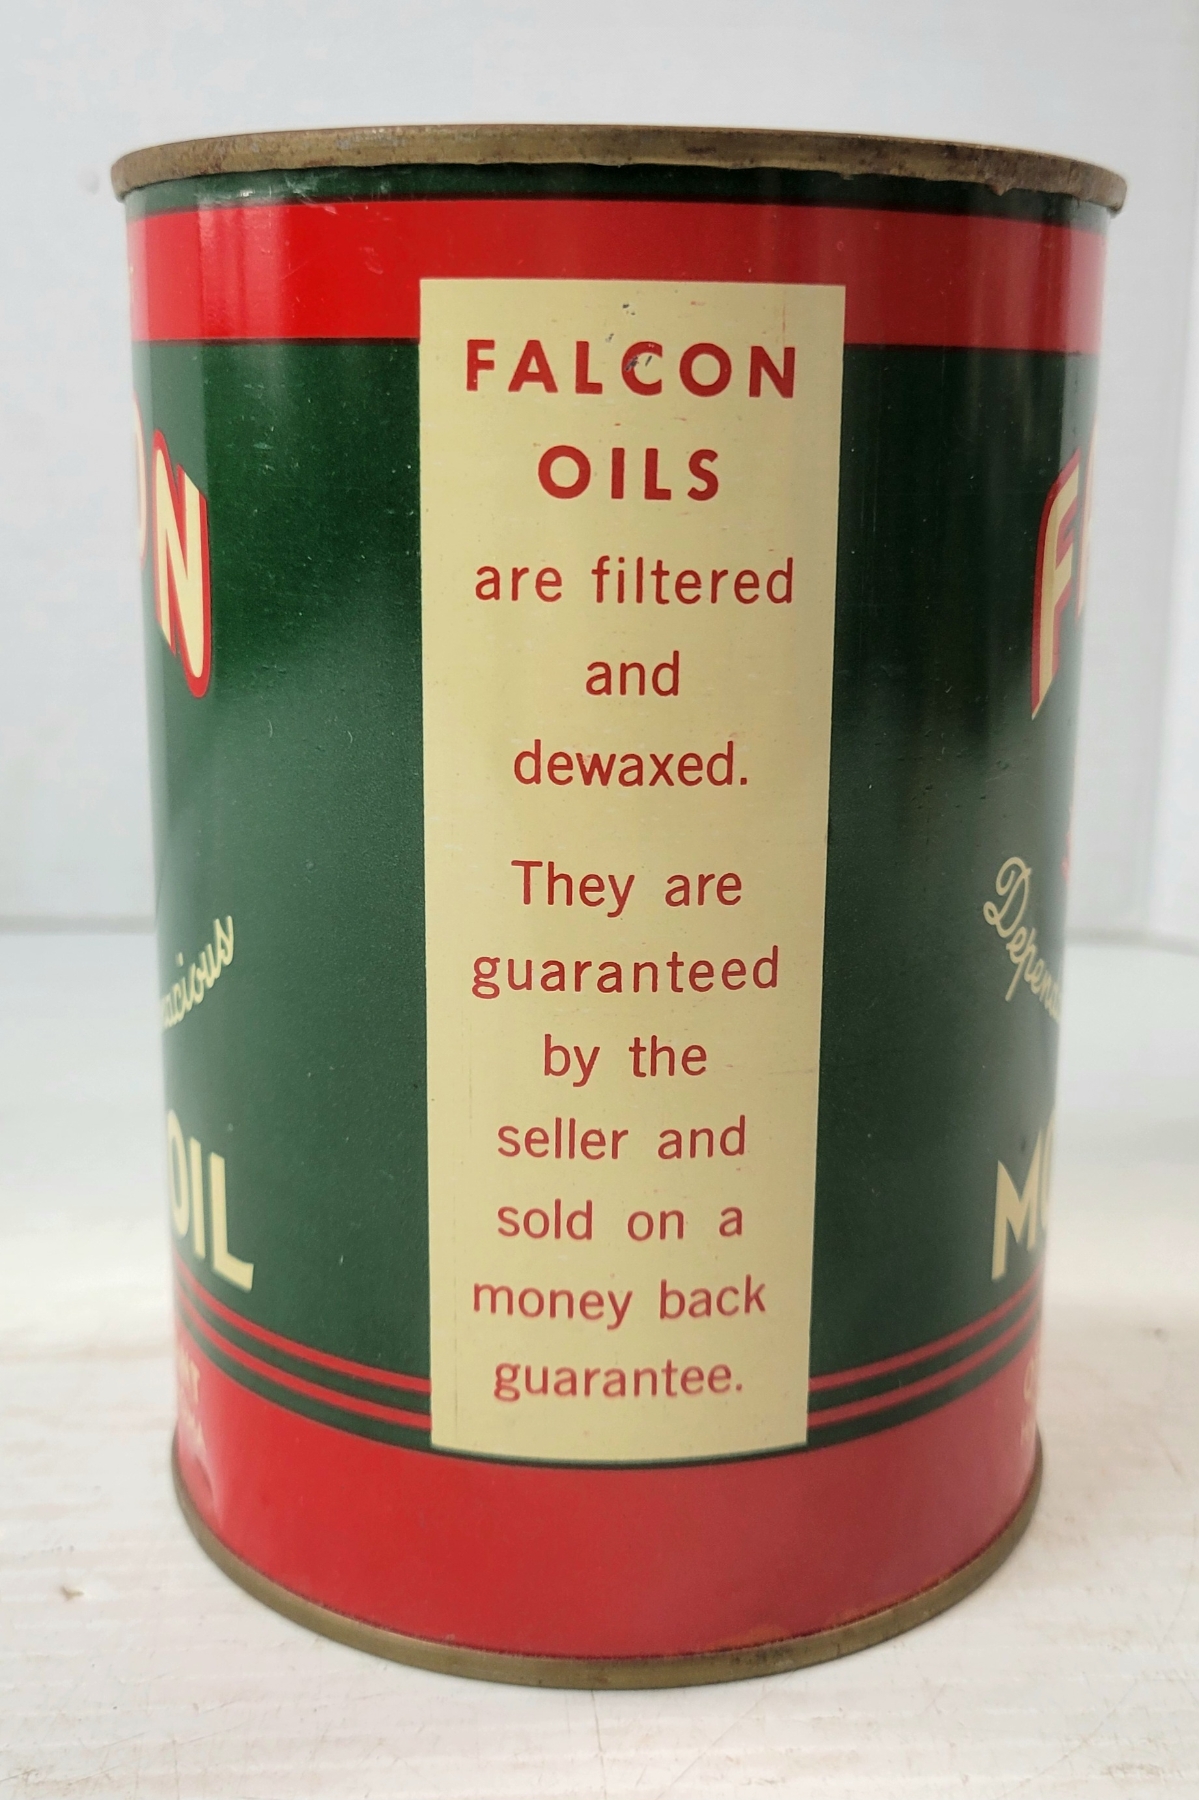 FALCON
OILS
are filtered
and
dewaxed.
They are
guaranteed
by the
seller and
sold on a
money back
guarantee.
OIL